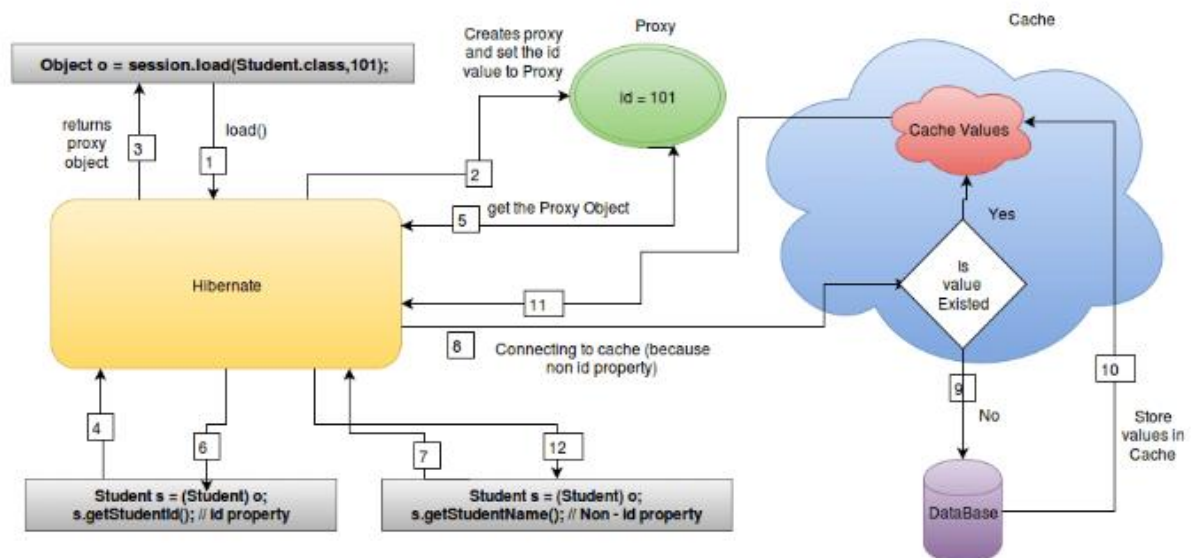 Cache
Proxy
Creates proxy
and set the id
value to Proxy
Object o = session.load(Student.class,101);
id = 101
returns
proxy
object
3
load()
1
2
Cache Values
5
get the Proxy Object
Yes
Hibernate
Is
value
Existed
11
8
Connecting to cache (because
non id property)
10
9
No
4
6
7
12
Store
values in
Cache
Student s = (Student) o;
s.getStudentId(); // id property
Student s = (Student) o;
s.getStudentName(); // Non - id property
DataBase